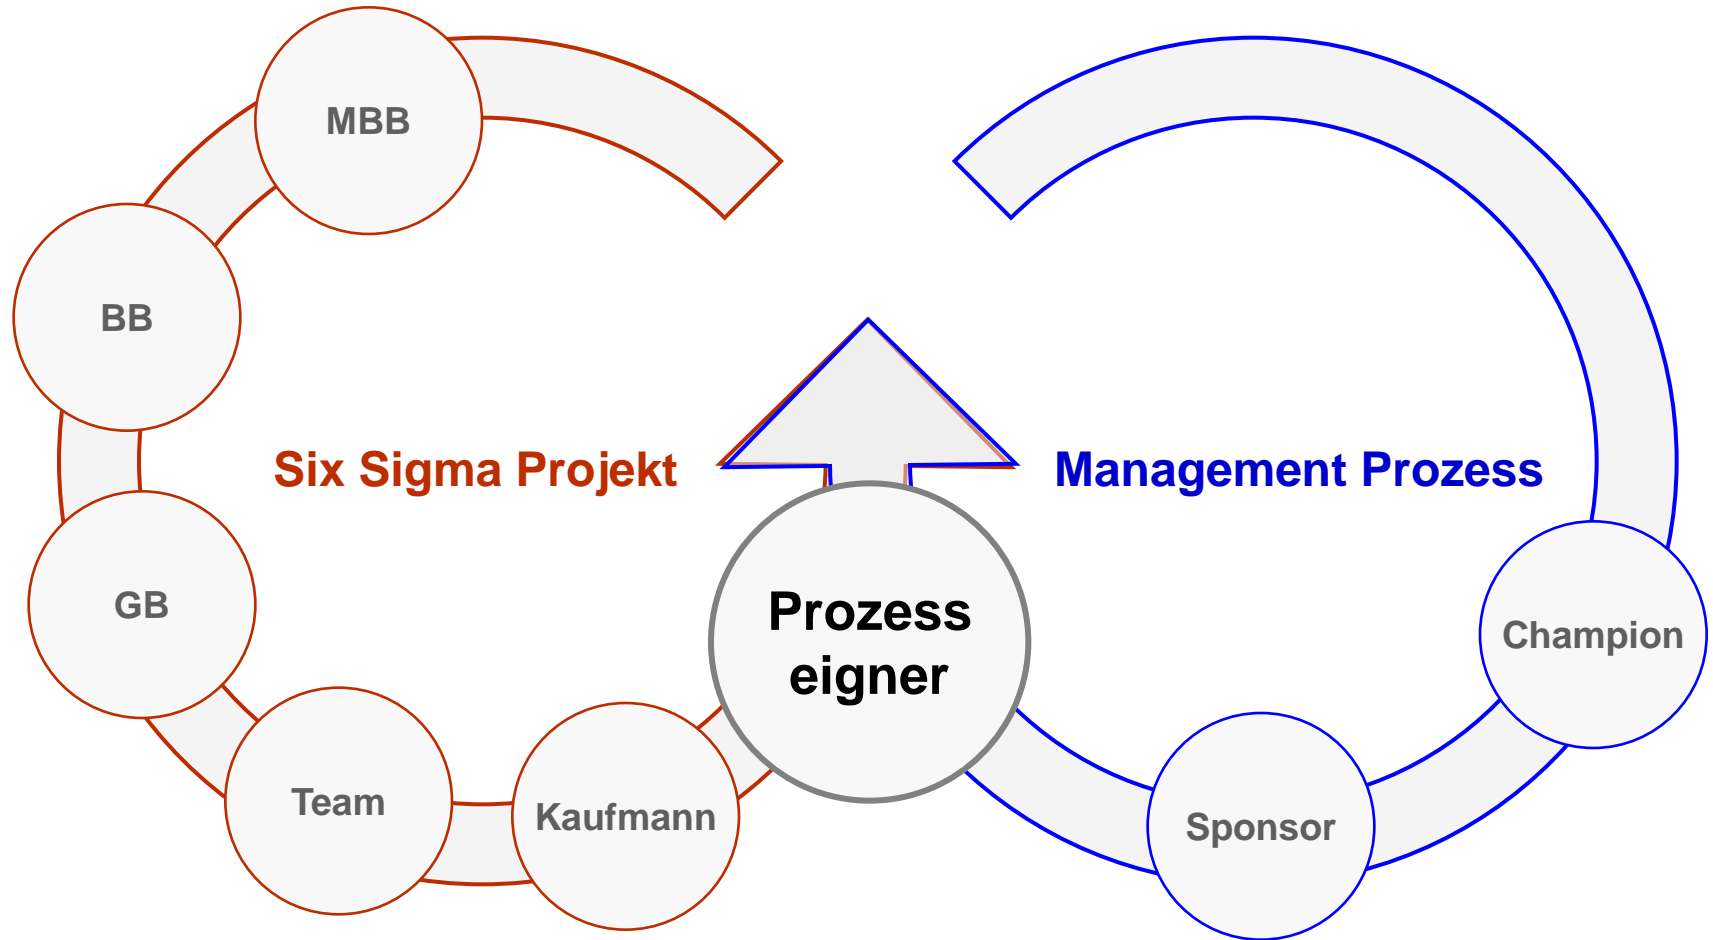 MBB
BB
Six Sigma Projekt
Management Prozess
GB
Prozess
eigner
Champion
Team
Kaufmann
Sponsor